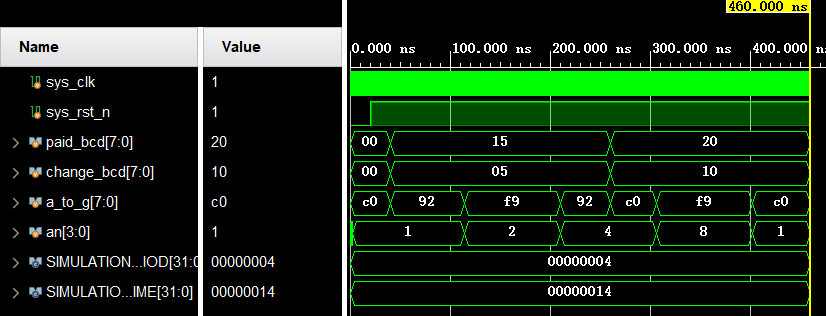 460.000 ns
Name Value
0.000 ns 100.000 ns 200.000 ns 300.000 ns 400.000 ns
sys_clk 1
sys_rst_n 1
paid_bcd[7:0] 20 00 15 20
change_bcd[7:0] 10 00 05 10
a_to_g[7:0] c0 c0 92 f9 92 c0 f9 c0
an[3:0] 1 1 2 4 8 1
SIMULATION...IOD[31:0] 00000004 00000004
SIMULATIO...IME[31:0] 00000014 00000014